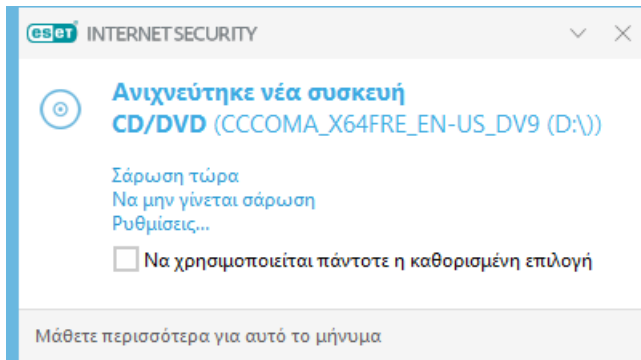 eset INTERNET SECURITY
Ανιχνεύτηκε νέα συσκευή
CD/DVD (CCCOMA_X64FRE_EN-US_DV9 (D:\))
Σάρωση τώρα
Να μην γίνεται σάρωση
Ρυθμίσεις...
Να χρησιμοποιείται πάντοτε η καθορισμένη επιλογή
Μάθετε περισσότερα για αυτό το μήνυμα